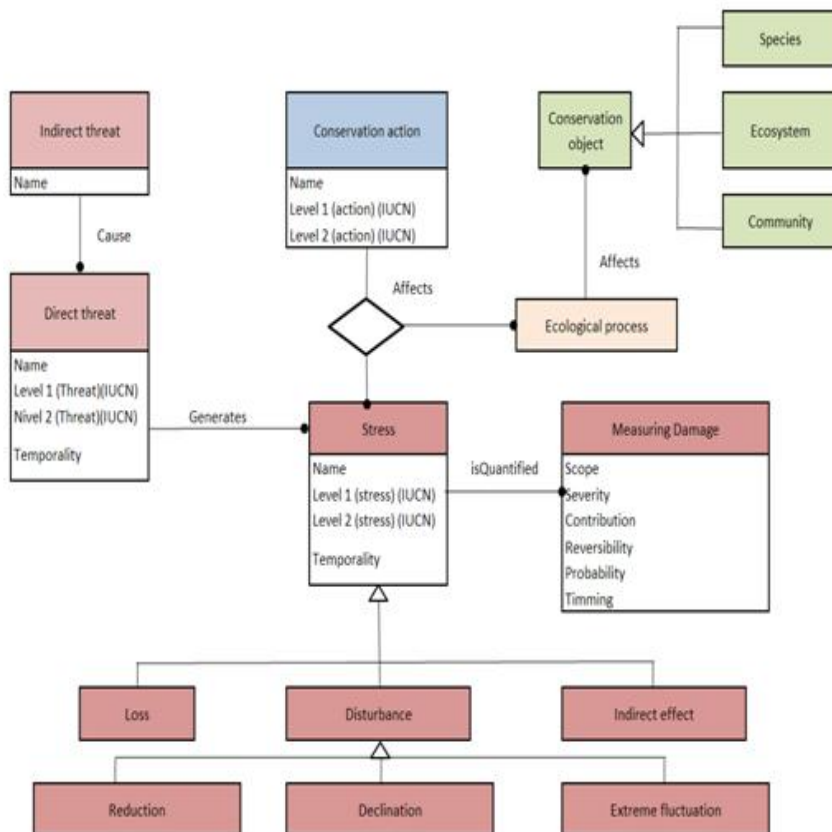 Species
Indirect threat
Conservation action
Conservation
object
Ecosystem
Name
Name
Level 1 (action) (IUCN)
Level 2 (action) (IUCN)
Community
Cause
Affects
Affects
Direct threat
Ecological process
Name
Level 1 (Threat)(IUCN)
Nivel 2 (Threat)(IUCN)
Temporality
Generates
Stress
Name
Level 1 (stress) (IUCN)
Level 2 (stress) (IUCN)
Temporality
isQuantified
Measuring Damage
Scope
Severity
Contribution
Reversibility
Probability
Timming
Loss
Disturbance
Indirect effect
Reduction
Declination
Extreme fluctuation